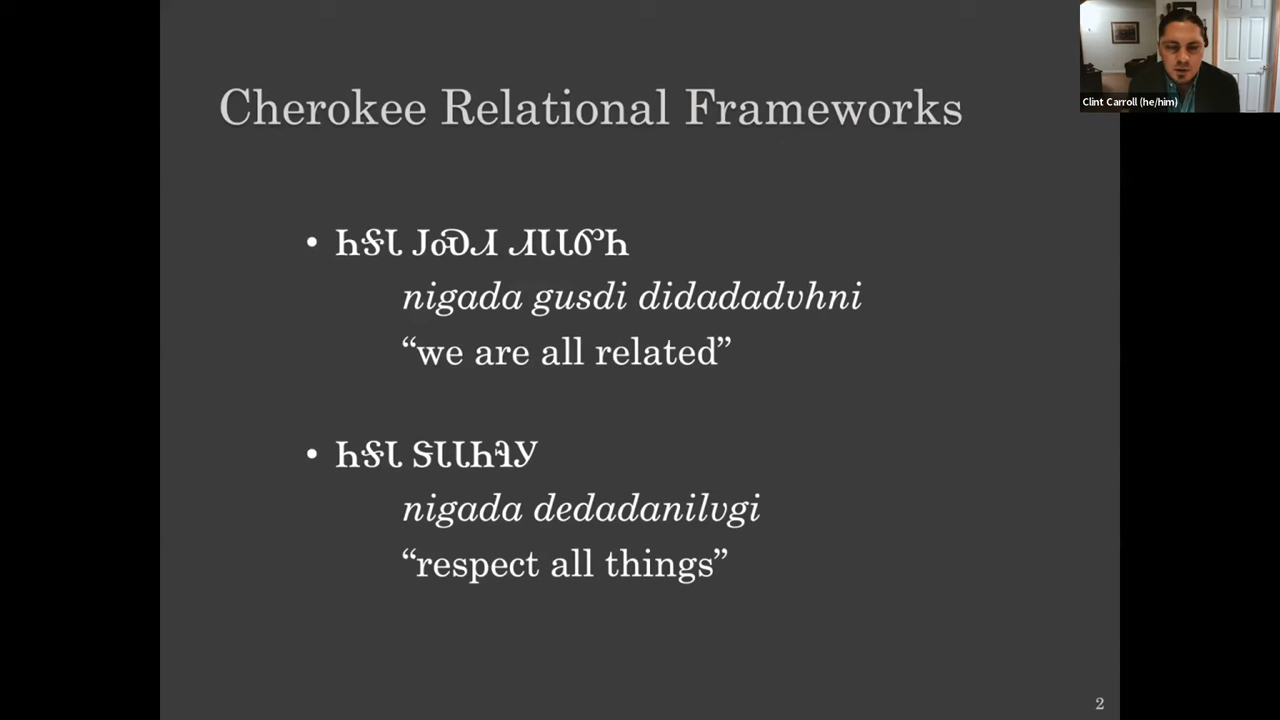 Cherokee Relational Frameworks
• ᏂᎦᏓ ᎫᏍᏗ ᏗᏓᏓᏛᏂ
nigada gusdi didadadvhni
“we are all related”
• ᏂᎦᏓ ᏕᏓᏓᏂᎸᎩ
nigada dedadanilvgi
“respect all things”
2
Clint Carroll (he/him)